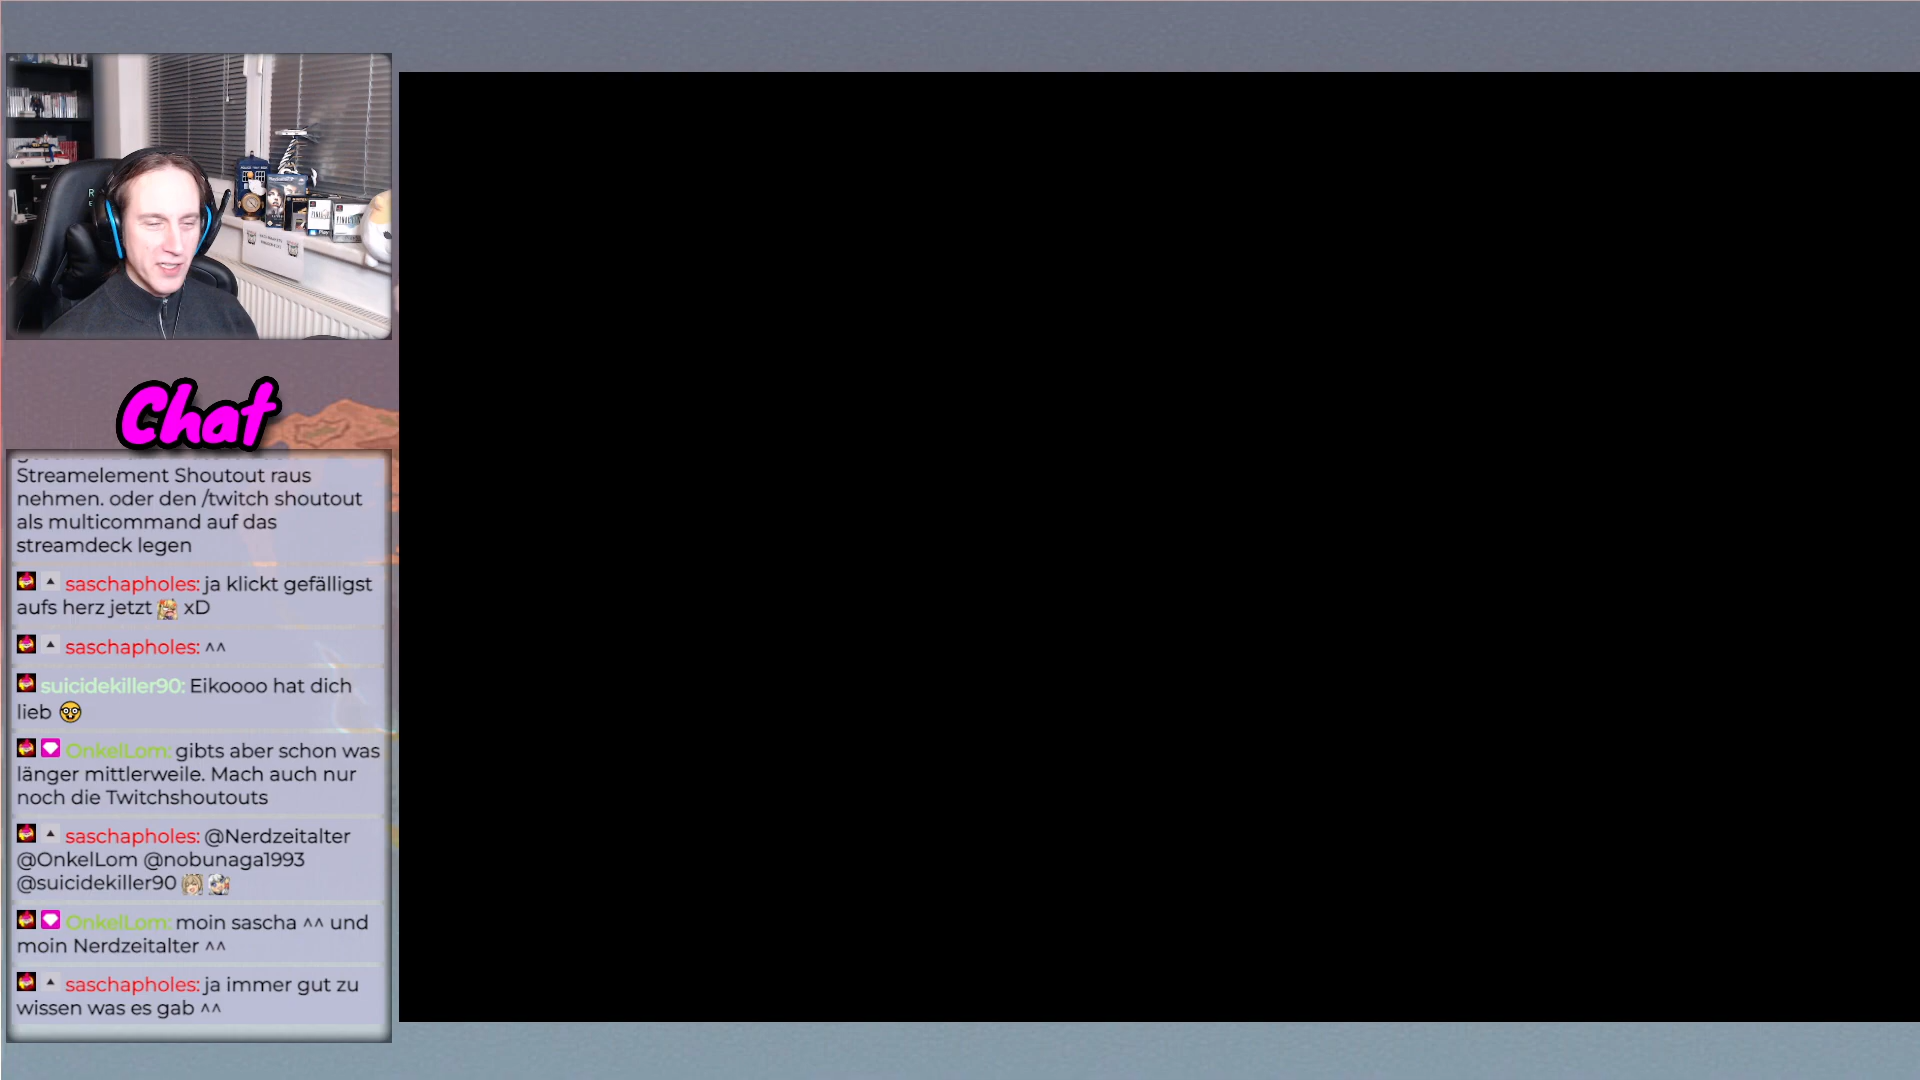 Chat
Streamelement Shoutout raus
nehmen. oder den /twitch shoutout
als multicommand auf das
streamdeck legen
saschapholes: ja klickt gefälligst
aufs herz jetzt xD
saschapholes: ^^
suicidekiller90: Eikoooo hat dich
lieb
OnkelLom: gibts aber schon was
länger mittlerweile. Mach auch nur
noch die Twitchshoutouts
saschapholes: @Nerdzeitalter
@OnkelLom @nobunaga1993
@suicidekiller90
OnkelLom: moin sascha ^^ und
moin Nerdzeitalter ^^
saschapholes: ja immer gut zu
wissen was es gab ^^